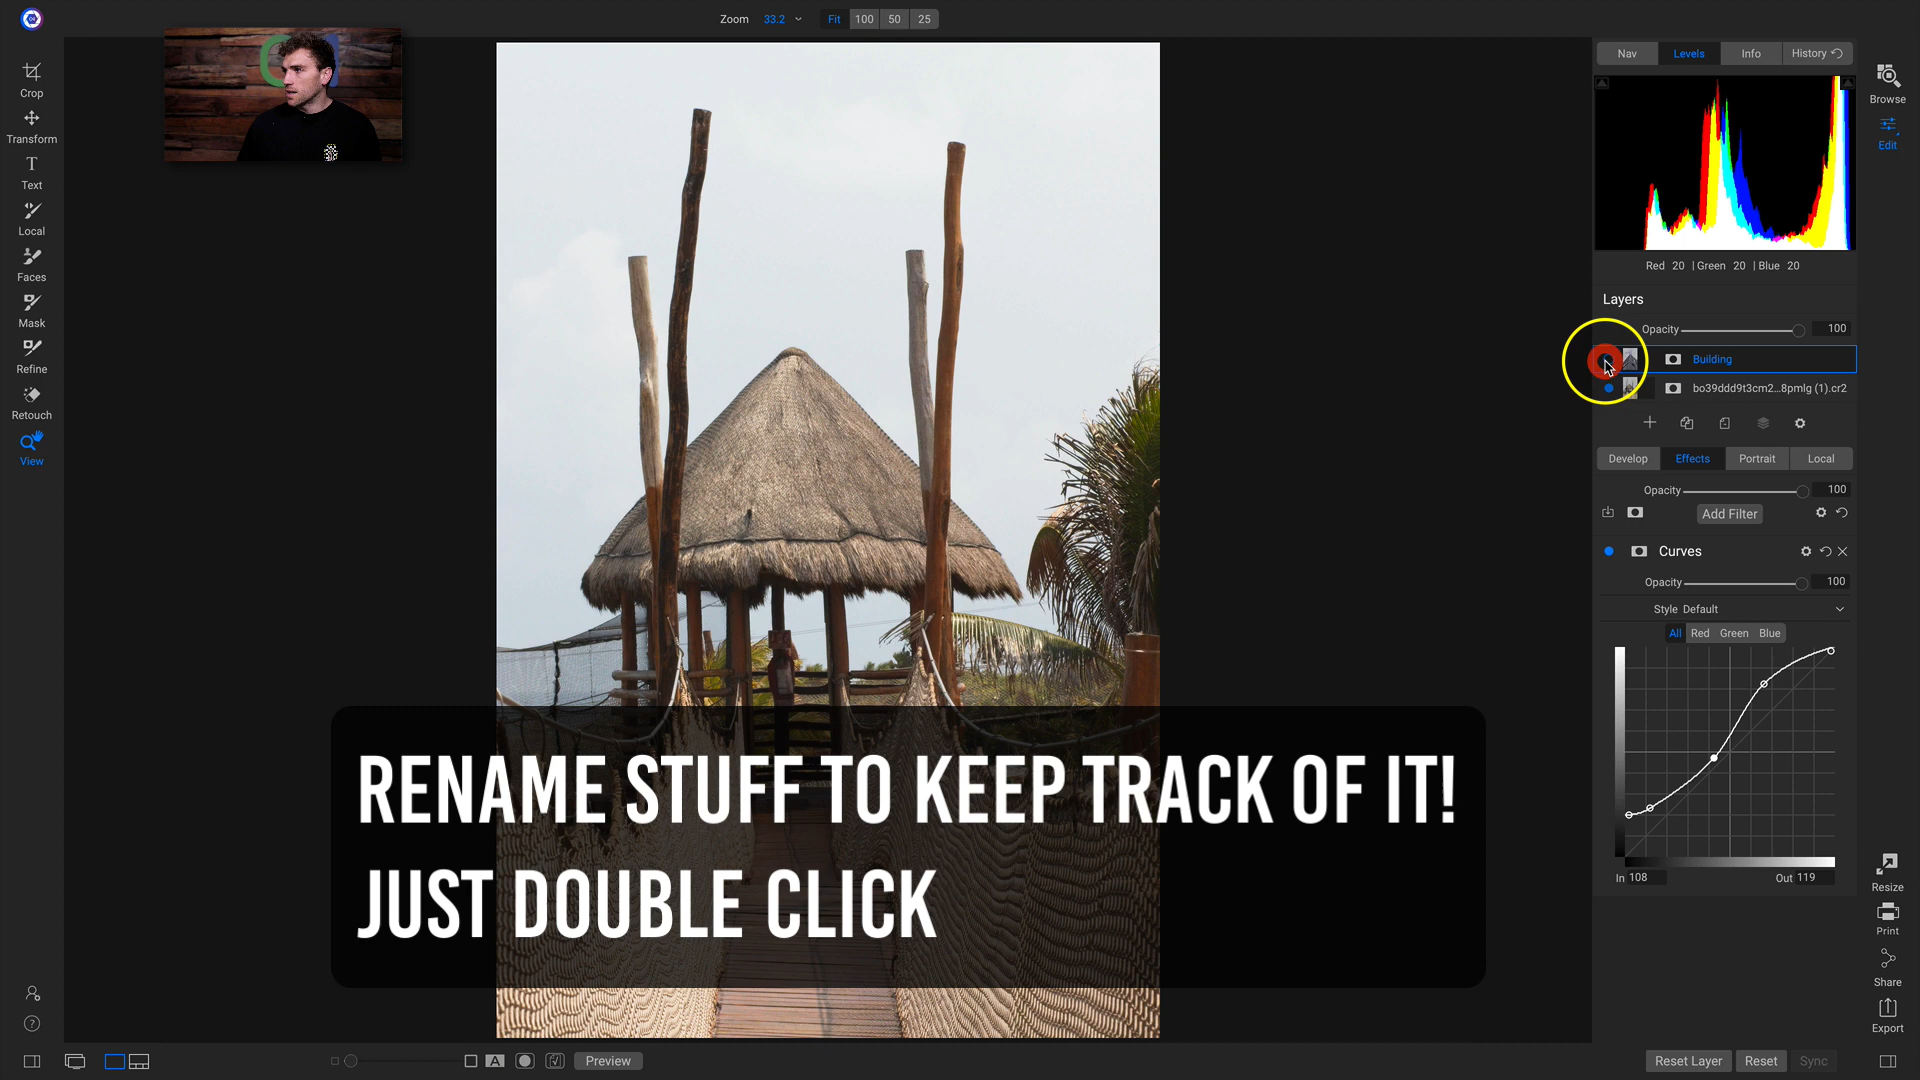 Zoom 33.2 Fit 100 50 25
Crop
Transform
Text
Local
Faces
Mask
Refine
Retouch
View
Nav Levels Info History
Browse
Edit
Red 20 | Green 20 | Blue 20
Layers
Opacity 100
Building
bo39ddd9t3cm2...8pmlg (1).cr2
Develop Effects Portrait Local
Opacity 100
Add Filter
Curves
Opacity 100
Style Default
All Red Green Blue
In 108 Out 119
RENAME STUFF TO KEEP TRACK OF IT!
JUST DOUBLE CLICK
Resize
Print
Share
Export
A Preview
Reset Layer Reset Sync